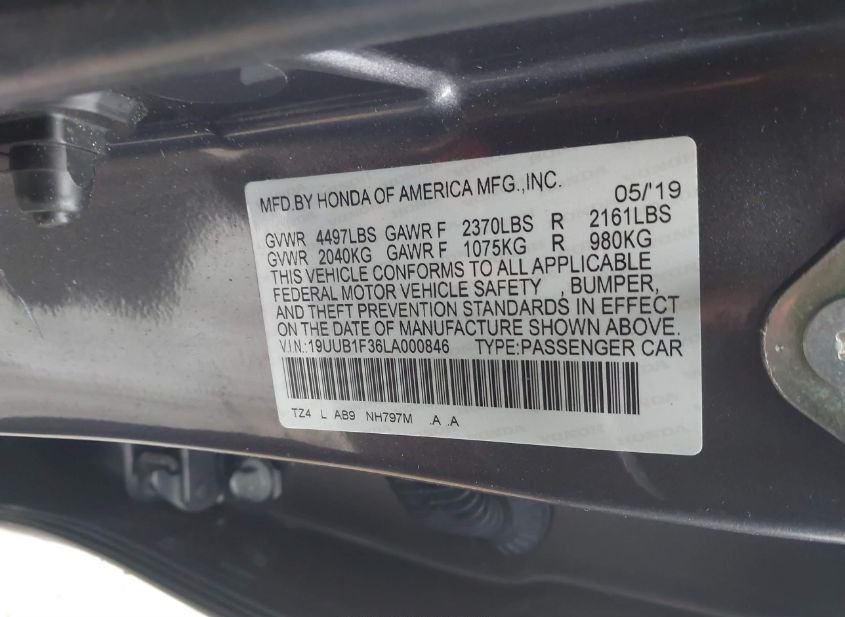 MFD.BY HONDA OF AMERICA MFG.,INC. 05/'19
GVWR 4497LBS GAWR F 2370LBS R 2161LBS
GVWR 2040KG GAWR F 1075KG R 980KG
THIS VEHICLE CONFORMS TO ALL APPLICABLE
FEDERAL MOTOR VEHICLE SAFETY , BUMPER,
AND THEFT PREVENTION STANDARDS IN EFFECT
ON THE DATE OF MANUFACTURE SHOWN ABOVE.
V.I.N.:19UUB1F36LA000846 TYPE:PASSENGER CAR
TZ4 L AB9 NH797M .A .A